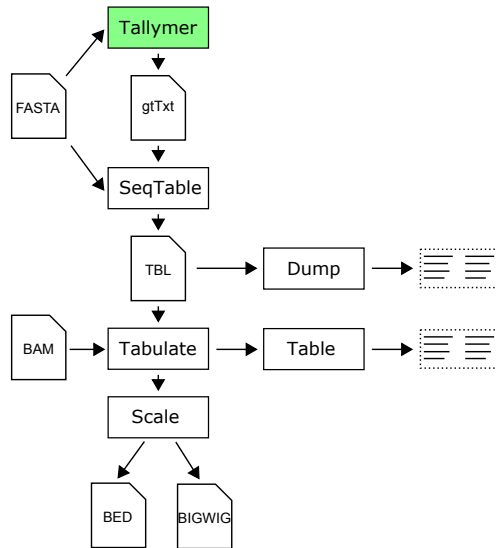 Tallymer
FASTA
gtTxt
SeqTable
TBL
Dump
BAM
Tabulate
Table
Scale
BED
BIGWIG